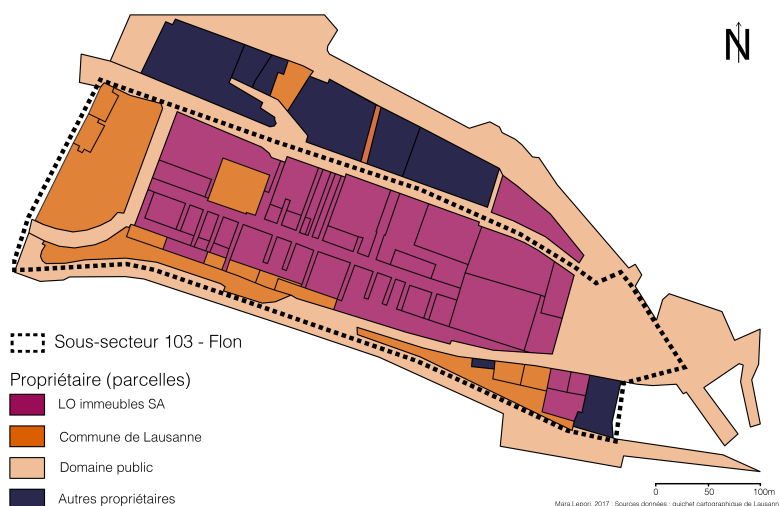 N
Sous-secteur 103 - Flon
Propriétaire (parcelles)
LO immeubles SA
Commune de Lausanne
Domaine public
Autres propriétaires
0 50 100m
Mara Lepori, 2017 ; Sources données : guichet cartographique de Lausann